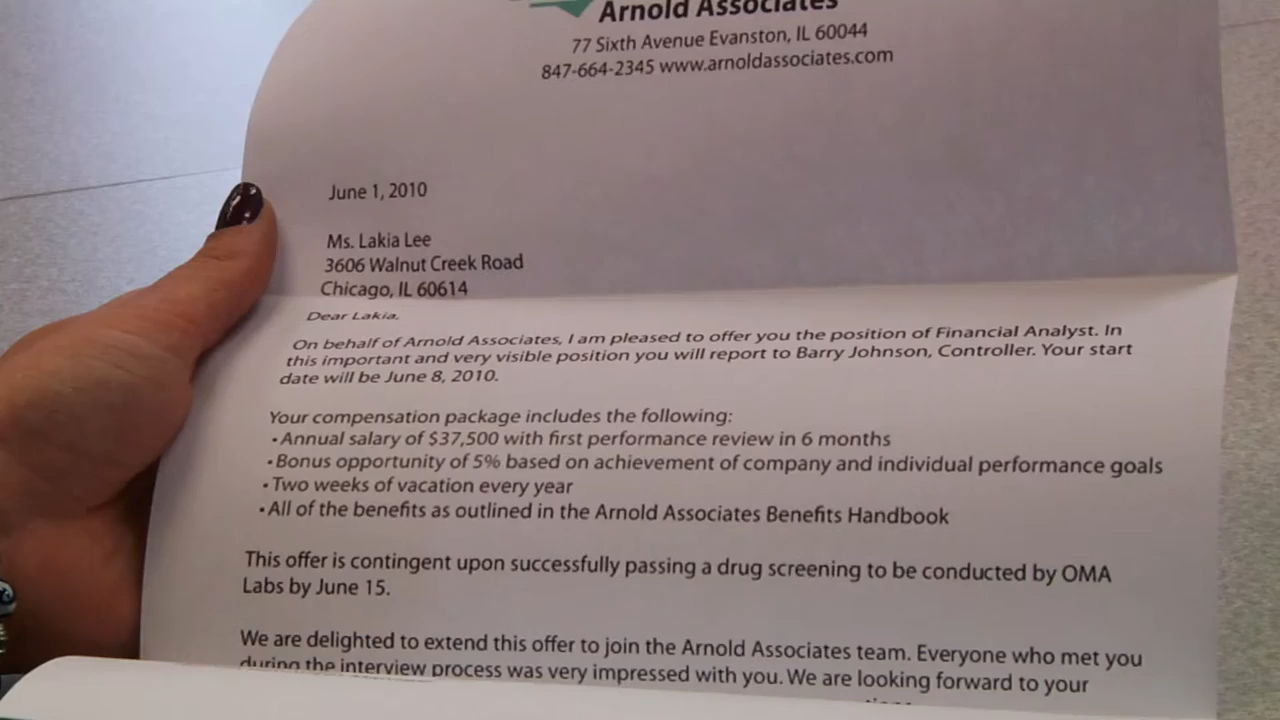 Arnold Associates
77 Sixth Avenue Evanston, IL 60044
847-664-2345 www.arnoldassociates.com
June 1, 2010
Ms. Lakia Lee
3606 Walnut Creek Road
Chicago, IL 60614
Dear Lakia,
On behalf of Arnold Associates, I am pleased to offer you the position of Financial Analyst. In
this important and very visible position you will report to Barry Johnson, Controller. Your start
date will be June 8, 2010.
Your compensation package includes the following:
• Annual salary of $37,500 with first performance review in 6 months
• Bonus opportunity of 5% based on achievement of company and individual performance goals
• Two weeks of vacation every year
• All of the benefits as outlined in the Arnold Associates Benefits Handbook
This offer is contingent upon successfully passing a drug screening to be conducted by OMA
Labs by June 15.
We are delighted to extend this offer to join the Arnold Associates team. Everyone who met you
during the interview process was very impressed with you. We are looking forward to your